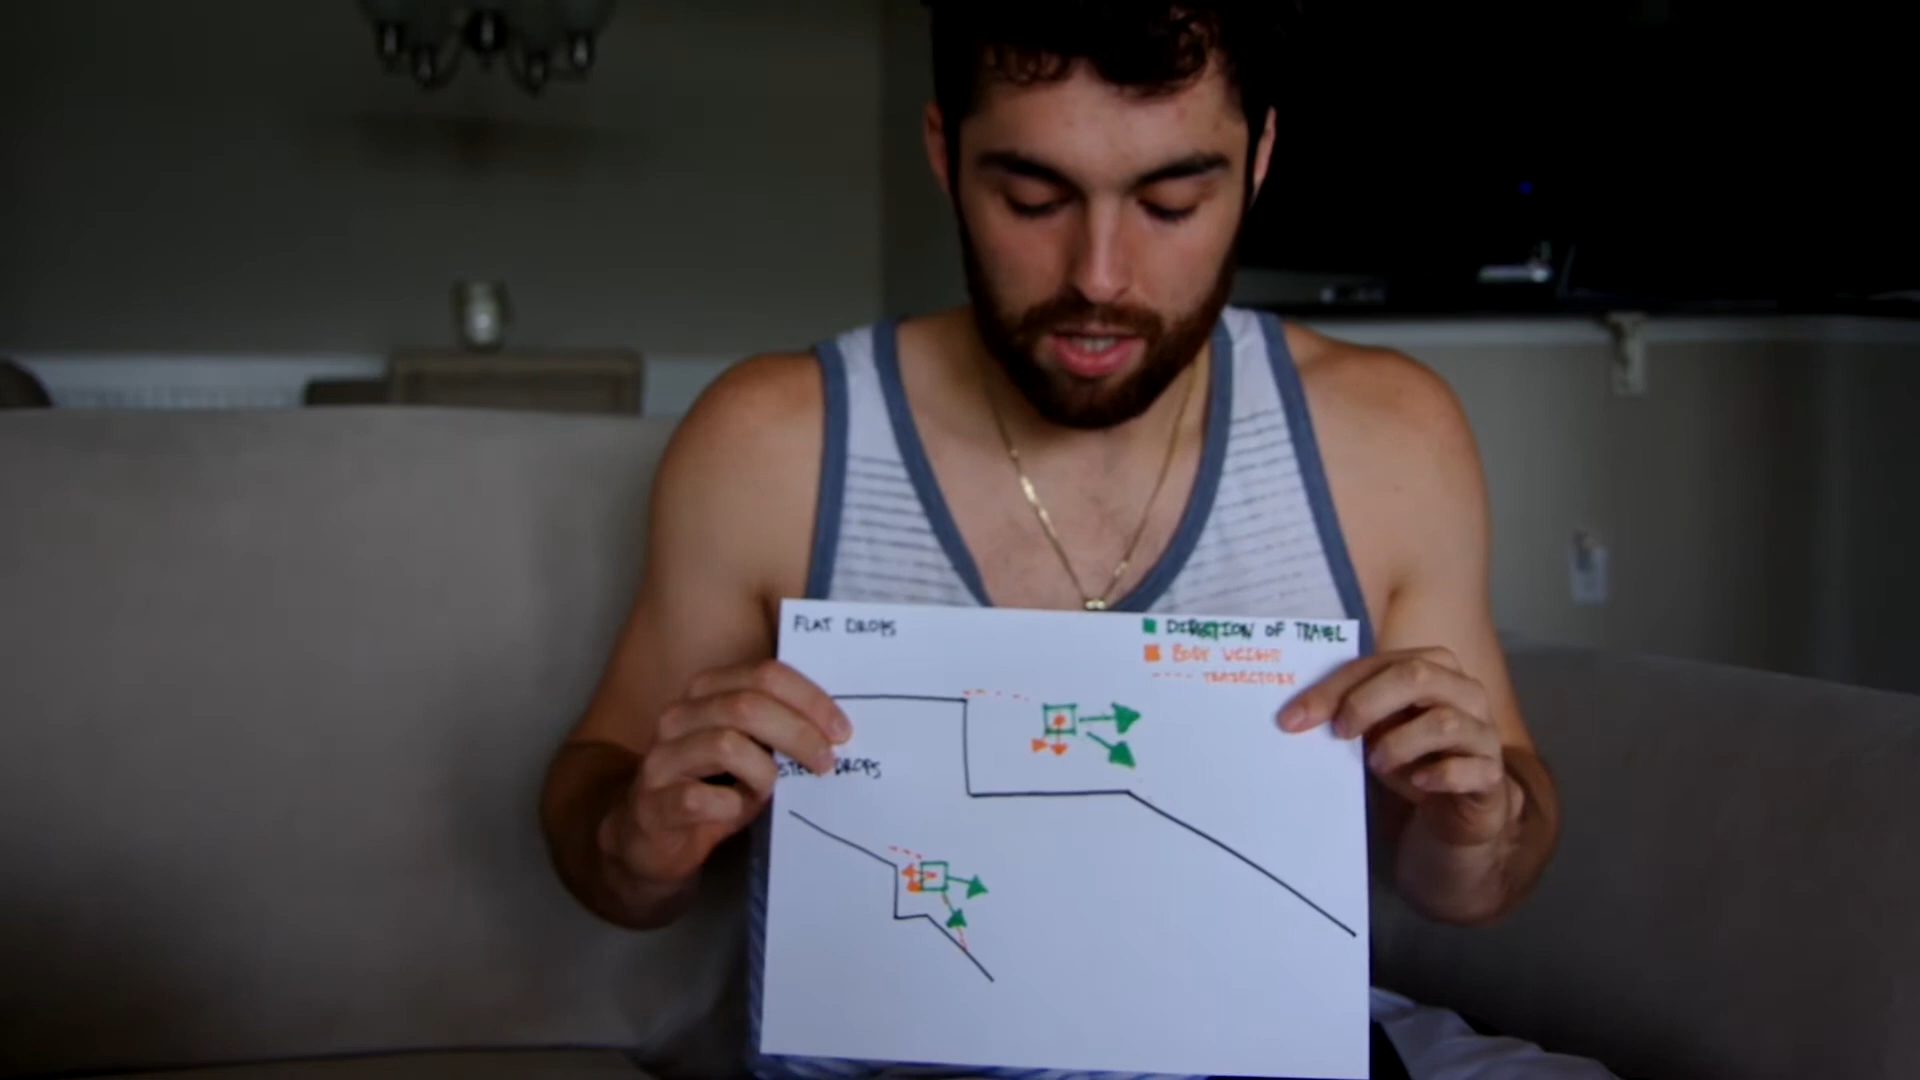 FLAT DROPS
DIRECTION OF TRAVEL
BODY WEIGHT
TRAJECTORY
DROPS